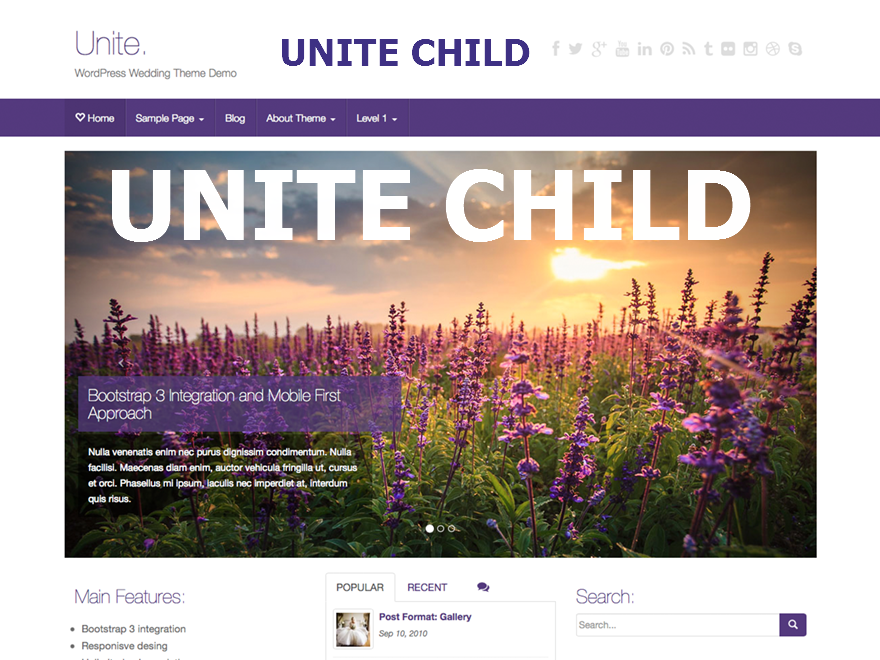 Unite.
UNITE CHILD
WordPress Wedding Theme Demo
Home Sample Page Blog About Theme Level 1
UNITE CHILD
Bootstrap 3 Integration and Mobile First
Approach
Nulla venenatis enim nec purus dignissim condimentum. Nulla
facilisi. Maecenas diam enim, auctor vehicula fringilla ut, cursus
et orci. Phasellus mi ipsum, iaculis nec imperdiet at, interdum
quis risus.
Main Features:
Bootstrap 3 integration
Responisve desing
POPULAR RECENT
Post Format: Gallery
Sep 10, 2010
Search:
Search...